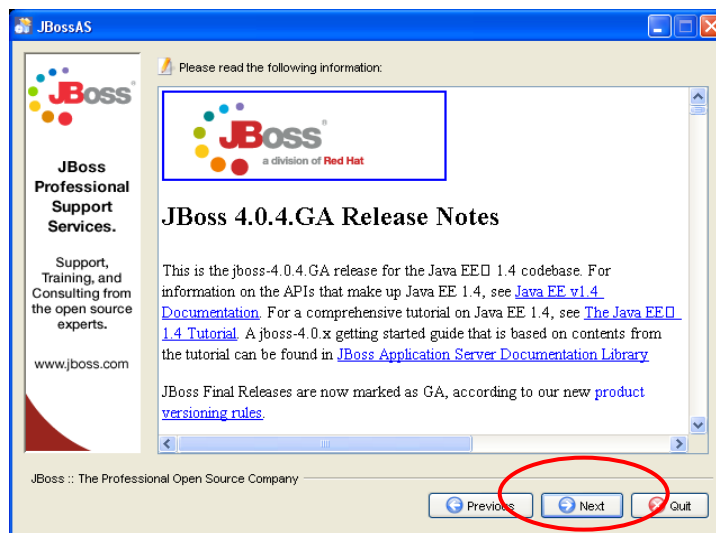 JBossAS
JBoss
JBoss
Professional
Support
Services.
Support,
Training, and
Consulting from
the open source
experts.
www.jboss.com
Please read the following information:
JBoss
a division of Red Hat
JBoss 4.0.4.GA Release Notes
This is the jboss-4.0.4.GA release for the Java EE□ 1.4 codebase. For
information on the APIs that make up Java EE 1.4, see Java EE v1.4
Documentation. For a comprehensive tutorial on Java EE 1.4, see The Java EE□
1.4 Tutorial. A jboss-4.0.x getting started guide that is based on contents from
the tutorial can be found in JBoss Application Server Documentation Library
JBoss Final Releases are now marked as GA, according to our new product
versioning rules.
JBoss :: The Professional Open Source Company
Previous Next Quit